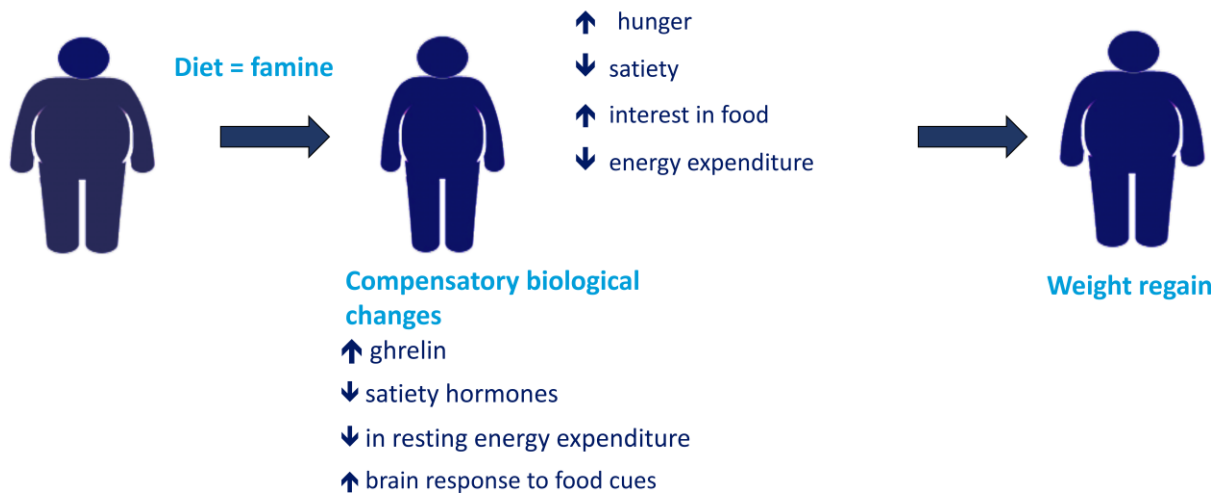 Diet = famine
↑ hunger
↓ satiety
↑ interest in food
↓ energy expenditure
Compensatory biological
changes
↑ ghrelin
↓ satiety hormones
↓ in resting energy expenditure
↑ brain response to food cues
Weight regain